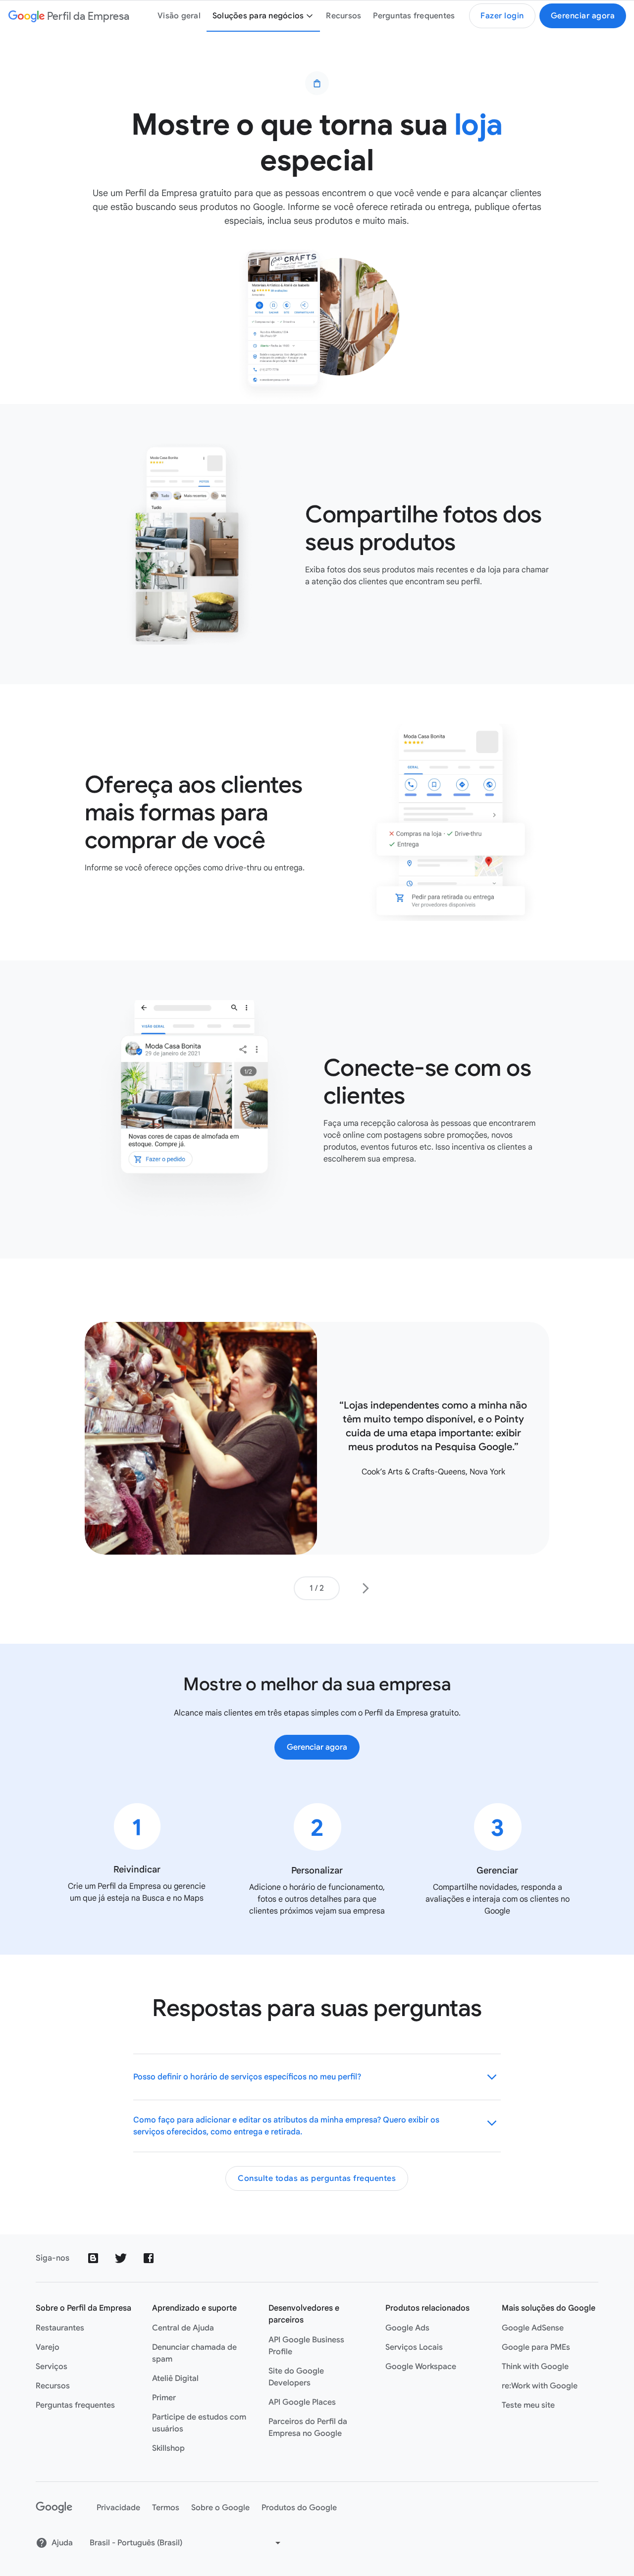 Google Perfil da Empresa
Visão geral
Soluções para negócios
Recursos
Perguntas frequentes
Fazer login
Gerenciar agora
Mostre o que torna sua loja
especial
Use um Perfil da Empresa gratuito para que as pessoas encontrem o que você vende e para alcançar clientes
que estão buscando seus produtos no Google. Informe se você oferece retirada ou entrega, publique ofertas
especiais, inclua seus produtos e muito mais.
CRAFTS
Moda Casa Bonita
Tudo
Mais recentes
Tudo
Compartilhe fotos dos
seus produtos
Exiba fotos dos seus produtos mais recentes e da loja para chamar
a atenção dos clientes que encontram seu perfil.
Ofereça aos clientes
mais formas para
comprar de você
Informe se você oferece opções como drive-thru ou entrega.
Moda Casa Bonita
GERAL
Compras na loja · Drive-thru
Entrega
Pedir para retirada ou entrega
Ver provedores disponíveis
VISÃO GERAL
Moda Casa Bonita
29 de janeiro de 2021
1/2
Novas cores de capas de almofada em
estoque. Compre já.
Fazer o pedido
Conecte-se com os
clientes
Faça uma recepção calorosa às pessoas que encontrarem
você online com postagens sobre promoções, novos
produtos, eventos futuros etc. Isso incentiva os clientes a
escolherem sua empresa.
“Lojas independentes como a minha não
têm muito tempo disponível, e o Pointy
cuida de uma etapa importante: exibir
meus produtos na Pesquisa Google.”
Cook’s Arts & Crafts-Queens, Nova York
1 / 2
Mostre o melhor da sua empresa
Alcance mais clientes em três etapas simples com o Perfil da Empresa gratuito.
Gerenciar agora
1
Reivindicar
Crie um Perfil da Empresa ou gerencie
um que já esteja na Busca e no Maps
2
Personalizar
Adicione o horário de funcionamento,
fotos e outros detalhes para que
clientes próximos vejam sua empresa
3
Gerenciar
Compartilhe novidades, responda a
avaliações e interaja com os clientes no
Google
Respostas para suas perguntas
Posso definir o horário de serviços específicos no meu perfil?
Como faço para adicionar e editar os atributos da minha empresa? Quero exibir os
serviços oferecidos, como entrega e retirada.
Consulte todas as perguntas frequentes
Siga-nos
Sobre o Perfil da Empresa
Restaurantes
Varejo
Serviços
Recursos
Perguntas frequentes
Aprendizado e suporte
Central de Ajuda
Denunciar chamada de
spam
Ateliê Digital
Primer
Participe de estudos com
usuários
Skillshop
Desenvolvedores e
parceiros
API Google Business
Profile
Site do Google
Developers
API Google Places
Parceiros do Perfil da
Empresa no Google
Produtos relacionados
Google Ads
Serviços Locais
Google Workspace
Mais soluções do Google
Google AdSense
Google para PMEs
Think with Google
re:Work with Google
Teste meu site
Google
Privacidade
Termos
Sobre o Google
Produtos do Google
Ajuda
Brasil - Português (Brasil)